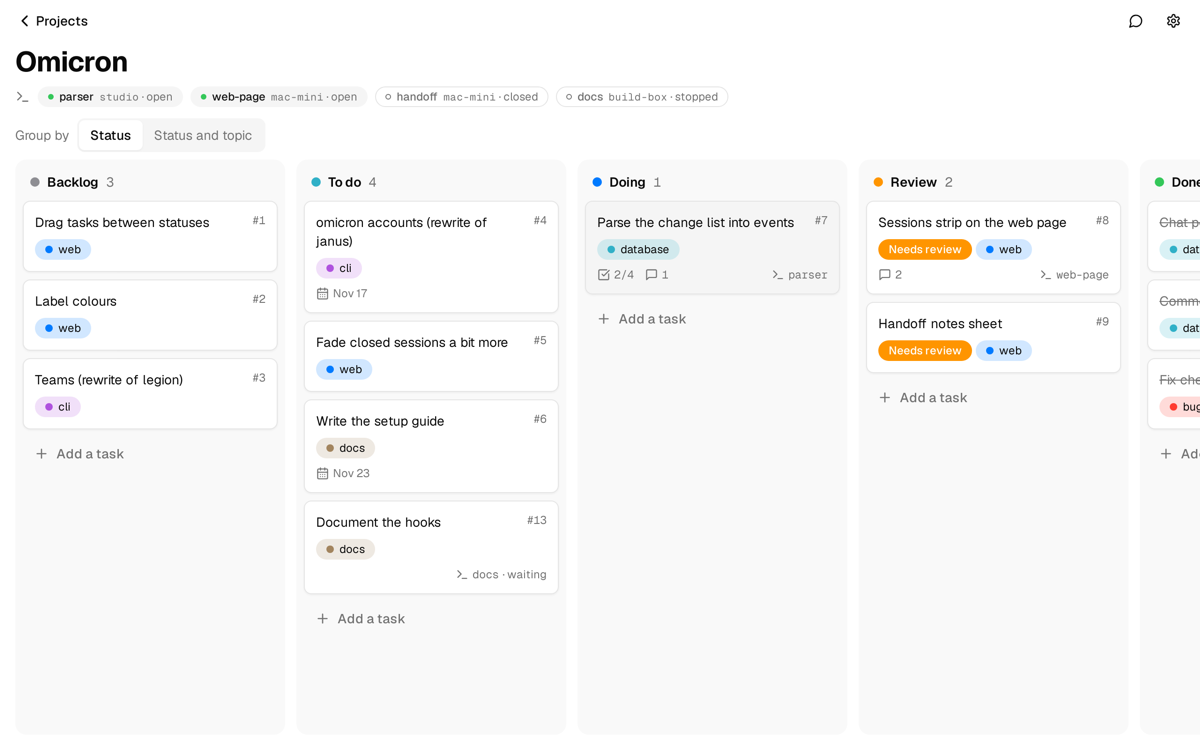 Projects
Omicron
parser studio · open
web-page mac-mini · open
handoff mac-mini · closed
docs build-box · stopped
Group by
Status
Status and topic
Backlog 3
Drag tasks between statuses #1
web
Label colours #2
web
Teams (rewrite of legion) #3
cli
Add a task
To do 4
omicron accounts (rewrite of #4
janus)
cli
Nov 17
Fade closed sessions a bit more #5
web
Write the setup guide #6
docs
Nov 23
Document the hooks #13
docs
>_ docs · waiting
Add a task
Doing 1
Parse the change list into events #7
database
2/4 1 >_ parser
Add a task
Review 2
Sessions strip on the web page #8
Needs review web
2 >_ web-page
Handoff notes sheet #9
Needs review web
Add a task
Done
Chat